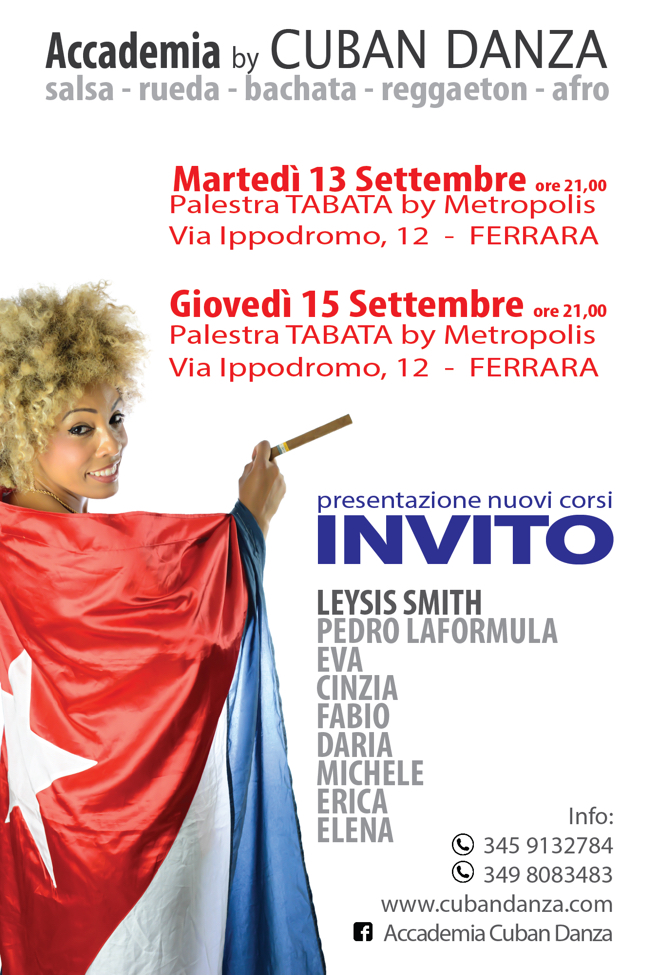 Accademia by CUBAN DANZA
salsa - rueda - bachata - reggaeton - afro
Martedì 13 Settembre ore 21,00
Palestra TABATA by Metropolis
Via Ippodromo, 12 - FERRARA
Giovedì 15 Settembre ore 21,00
Palestra TABATA by Metropolis
Via Ippodromo, 12 - FERRARA
presentazione nuovi corsi
INVITO
LEYSIS SMITH
PEDRO LAFORMULA
EVA
CINZIA
FABIO
DARIA
MICHELE
ERICA
ELENA
Info:
345 9132784
349 8083483
www.cubandanza.com
Accademia Cuban Danza